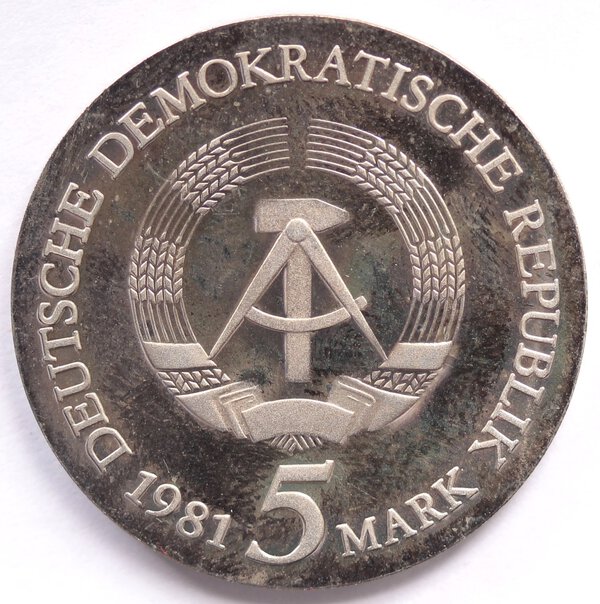 DEUTSCHE DEMOKRATISCHE REPUBLIK
1981 5 MARK